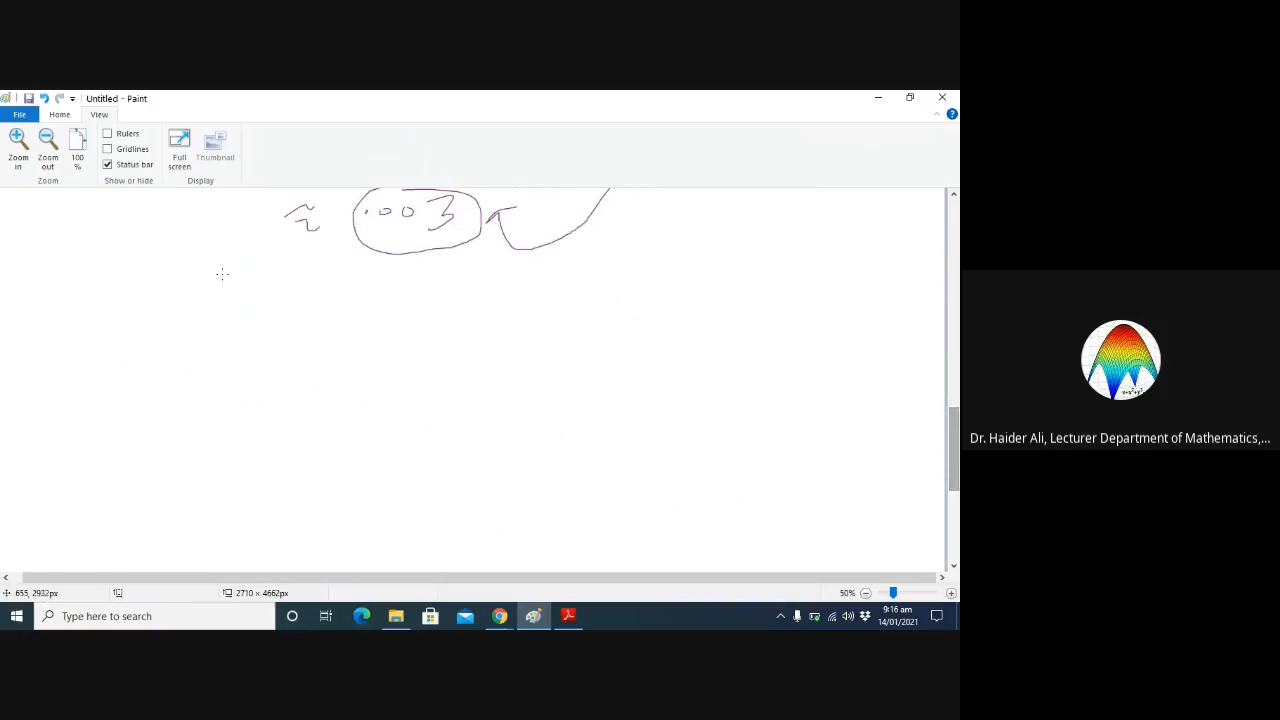 Untitled - Paint
File Home View
Zoom in Zoom out 100 % Rulers Gridlines Status bar Full screen Thumbnail
Zoom Show or hide Display
≈ .003
Dr. Haider Ali, Lecturer Department of Mathematics,...
655, 2932px 2710 × 4662px 50%
Type here to search 9:16 am
14/01/2021